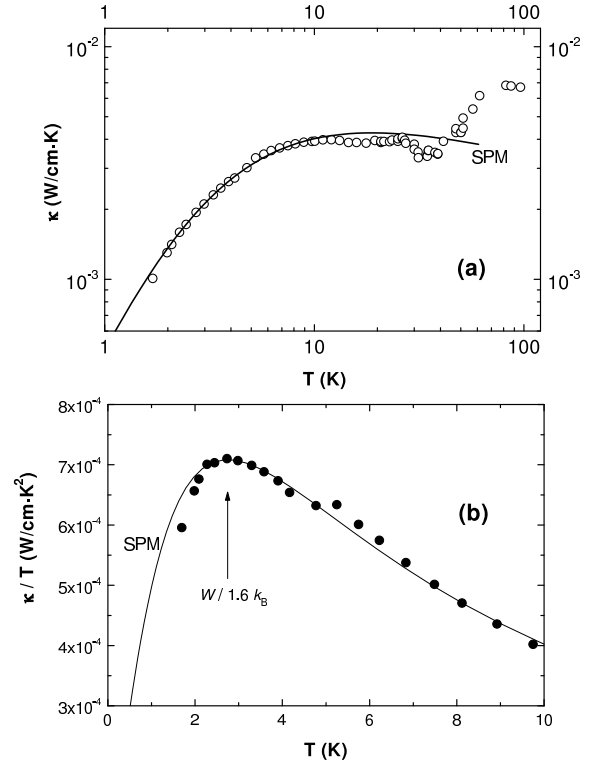 1 10 100
10⁻² 10⁻²
κ (W/cm·K)
SPM
(a)
10⁻³ 10⁻³
1 10 100
T (K)
8x10⁻⁴
7x10⁻⁴
6x10⁻⁴
5x10⁻⁴
4x10⁻⁴
3x10⁻⁴
κ / T (W/cm·K²)
(b)
SPM
W / 1.6 k_B
0 2 4 6 8 10
T (K)